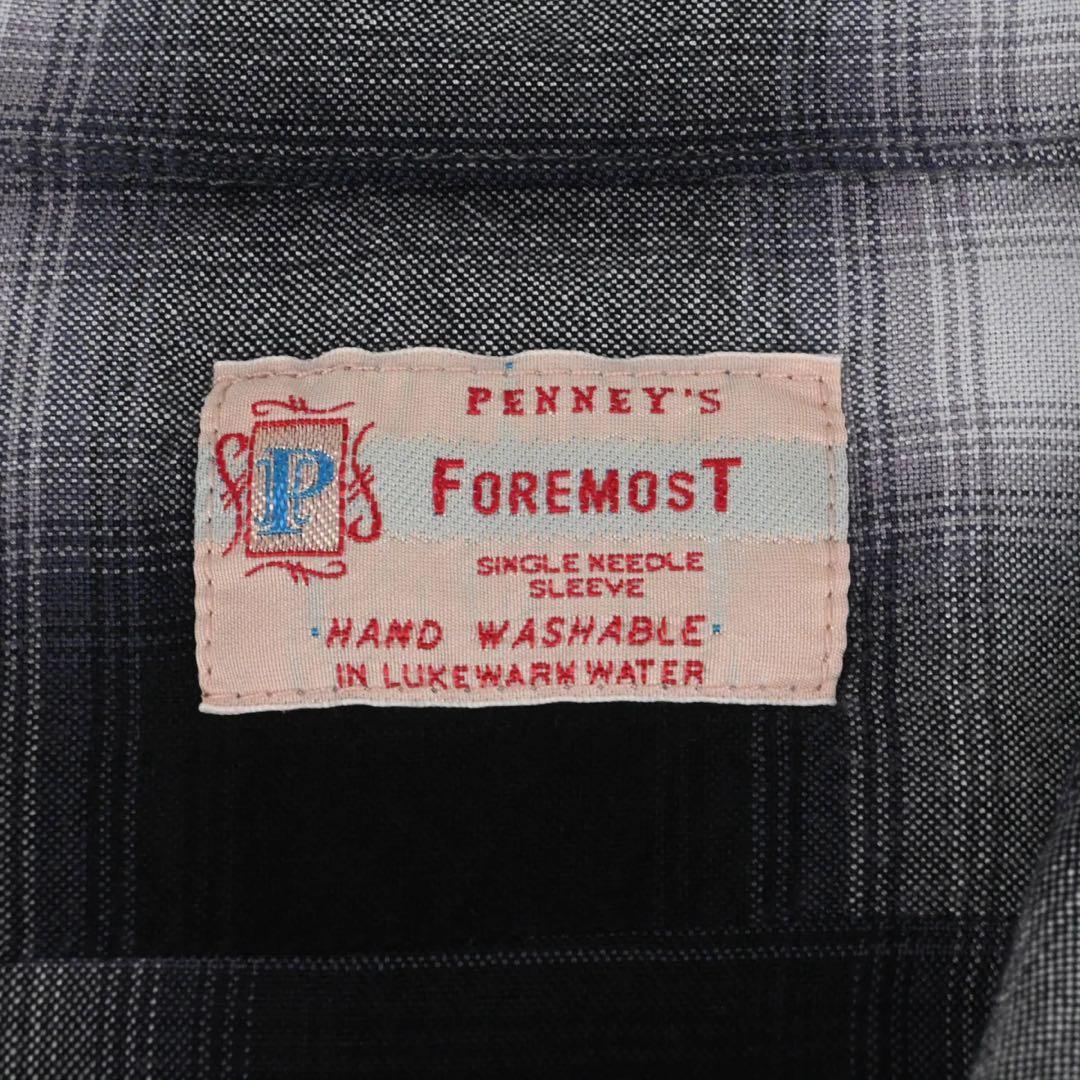 PENNEY'S
P
FOREMOST
SINGLE NEEDLE
SLEEVE
HAND WASHABLE
IN LUKEWARM WATER